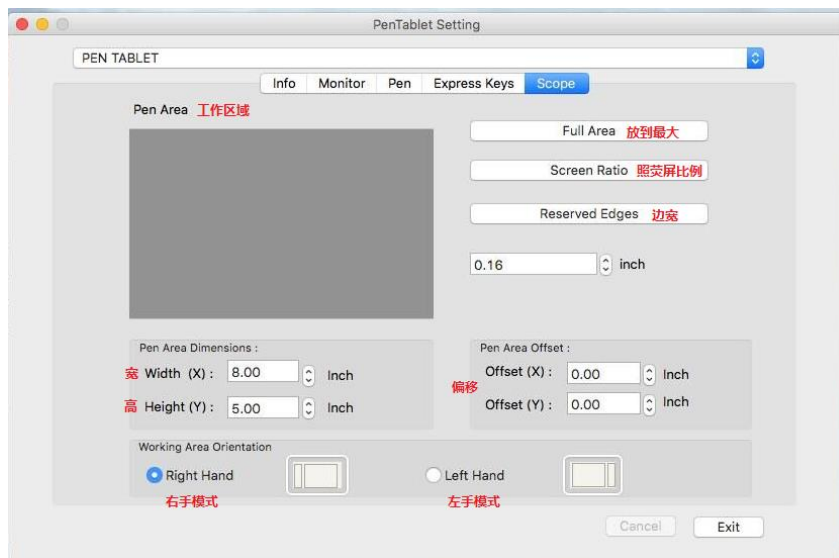 PenTablet Setting
PEN TABLET
Info Monitor Pen Express Keys Scope
Pen Area 工作区域
Full Area 放到最大
Screen Ratio 照荧屏比例
Reserved Edges 边宽
0.16 inch
Pen Area Dimensions :
宽 Width (X) : 8.00 Inch
高 Height (Y) : 5.00 Inch
Pen Area Offset :
Offset (X) : 0.00 Inch
偏移
Offset (Y) : 0.00 Inch
Working Area Orientation
Right Hand Left Hand
右手模式 左手模式
Cancel Exit